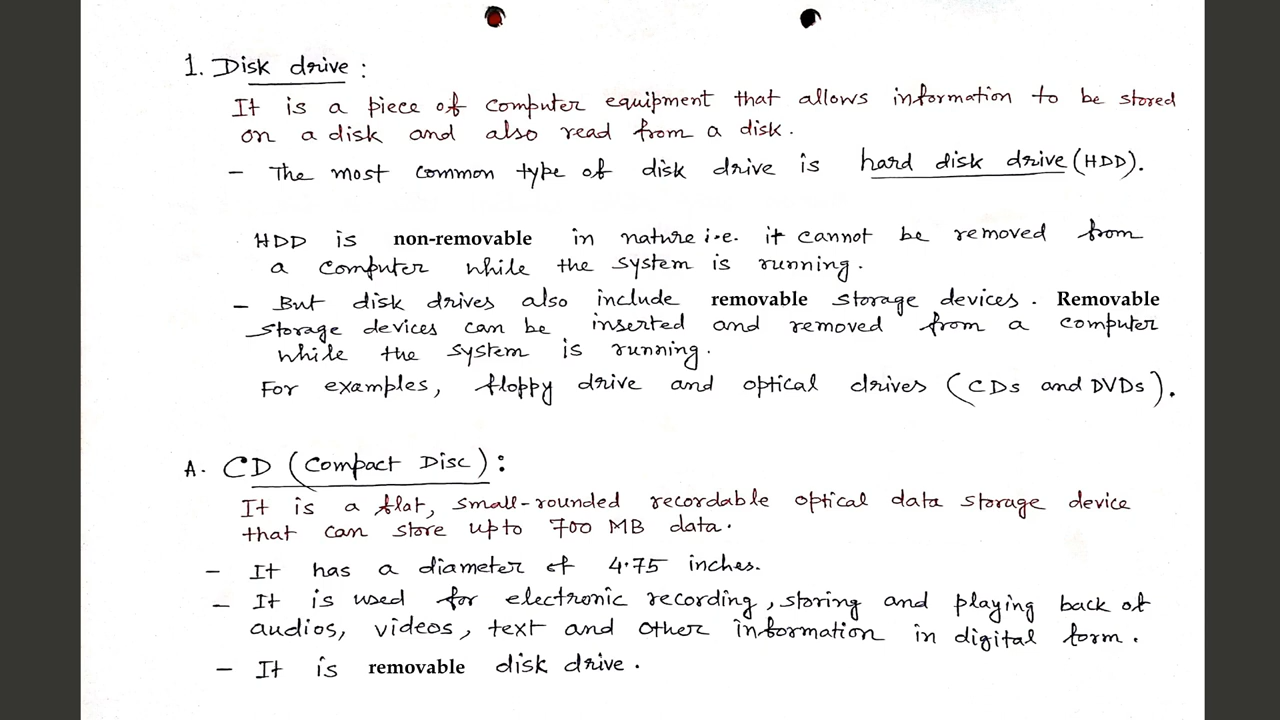 1. Disk drive :
It is a piece of computer equipment that allows information to be stored
on a disk and also read from a disk.
- The most common type of disk drive is hard disk drive (HDD).
HDD is non-removable in nature i.e. it cannot be removed from
a computer while the system is running.
- But disk drives also include removable storage devices. Removable
storage devices can be inserted and removed from a computer
while the system is running.
For examples, floppy drive and optical drives (CDs and DVDs).
A. CD (Compact Disc) :
It is a flat, small-rounded recordable optical data storage device
that can store upto 700 MB data.
- It has a diameter of 4.75 inches.
- It is used for electronic recording, storing and playing back of
audios, videos, text and other information in digital form.
- It is removable disk drive.